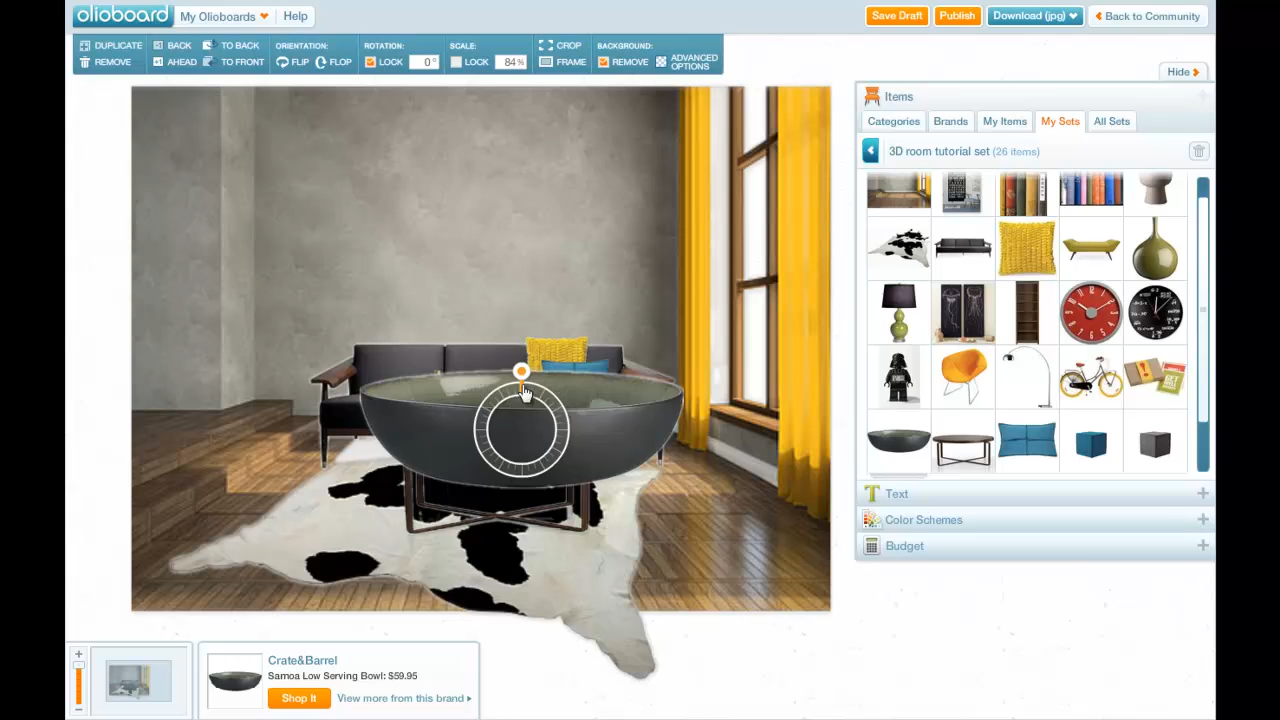 olioboard My Olioboards Help Save Draft Publish Download (jpg) Back to Community
DUPLICATE BACK TO BACK ORIENTATION: ROTATION: SCALE: CROP BACKGROUND: ADVANCED OPTIONS
REMOVE AHEAD TO FRONT FLIP FLOP LOCK 0° LOCK 84% FRAME REMOVE
Hide
Items
Categories Brands My Items My Sets All Sets
3D room tutorial set (26 items)
Text
Color Schemes
Budget
Crate&Barrel
Samoa Low Serving Bowl: $59.95
Shop It View more from this brand